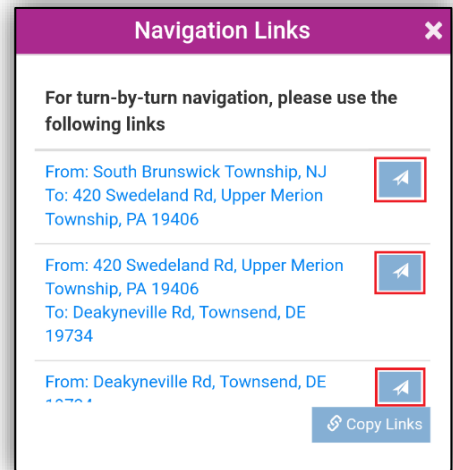 Navigation Links
For turn-by-turn navigation, please use the
following links
From: South Brunswick Township, NJ
To: 420 Swedeland Rd, Upper Merion
Township, PA 19406
From: 420 Swedeland Rd, Upper Merion
Township, PA 19406
To: Deakyneville Rd, Townsend, DE
19734
From: Deakyneville Rd, Townsend, DE
Copy Links